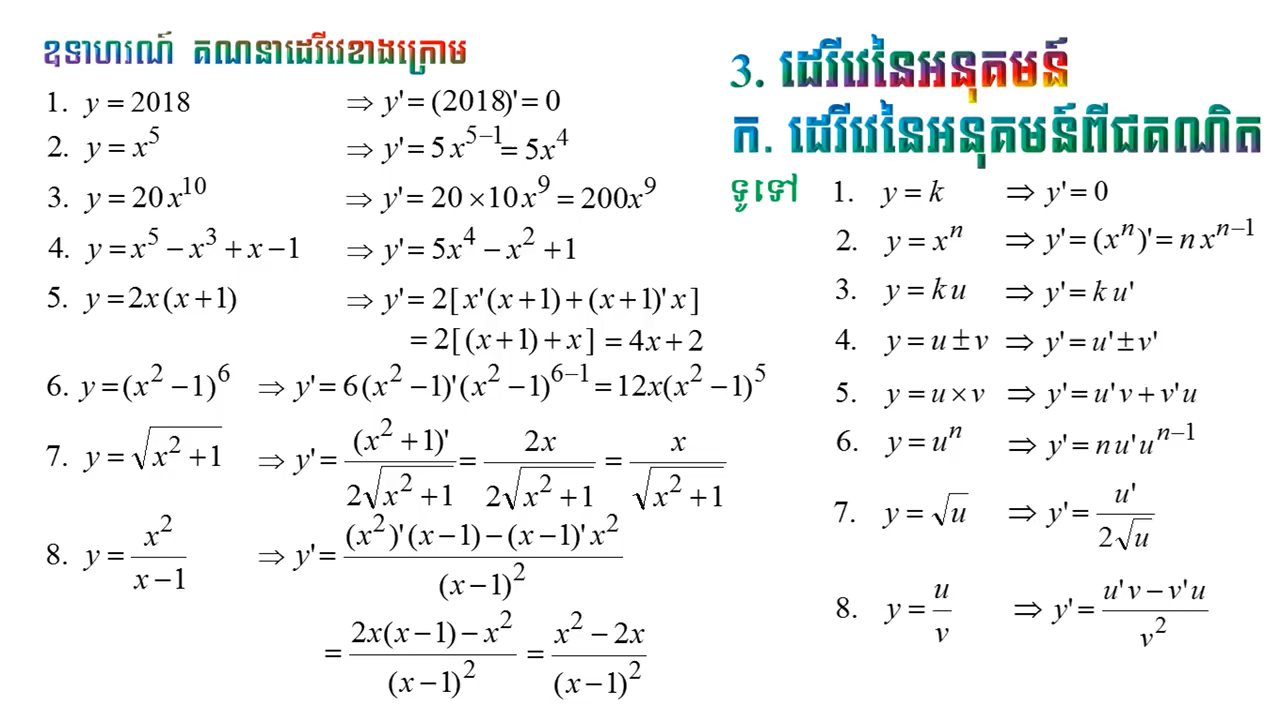 ឧទាហរណ៍ គណនាដេរីវេខាងក្រោម
1. y = 2018 ⇒ y' = (2018)' = 0
2. y = x⁵ ⇒ y' = 5x⁵⁻¹ = 5x⁴
3. y = 20x¹⁰ ⇒ y' = 20 × 10x⁹ = 200x⁹
4. y = x⁵ − x³ + x − 1 ⇒ y' = 5x⁴ − x² + 1
5. y = 2x(x + 1) ⇒ y' = 2[x'(x + 1) + (x + 1)'x]
= 2[(x + 1) + x] = 4x + 2
6. y = (x² − 1)⁶ ⇒ y' = 6(x² − 1)'(x² − 1)⁶⁻¹ = 12x(x² − 1)⁵
7. y = √(x² + 1) ⇒ y' = (x² + 1)' / 2√(x² + 1) = 2x / 2√(x² + 1) = x / √(x² + 1)
8. y = x² / (x − 1) ⇒ y' = ((x²)'(x − 1) − (x − 1)'x²) / (x − 1)²
= (2x(x − 1) − x²) / (x − 1)² = (x² − 2x) / (x − 1)²
3. ដេរីវេនៃអនុគមន៍
ក. ដេរីវេនៃអនុគមន៍ពីជគណិត
ទូទៅ 1. y = k ⇒ y' = 0
2. y = xⁿ ⇒ y' = (xⁿ)' = nxⁿ⁻¹
3. y = ku ⇒ y' = ku'
4. y = u ± v ⇒ y' = u' ± v'
5. y = u × v ⇒ y' = u'v + v'u
6. y = uⁿ ⇒ y' = nu'uⁿ⁻¹
7. y = √u ⇒ y' = u' / 2√u
8. y = u / v ⇒ y' = (u'v − v'u) / v²